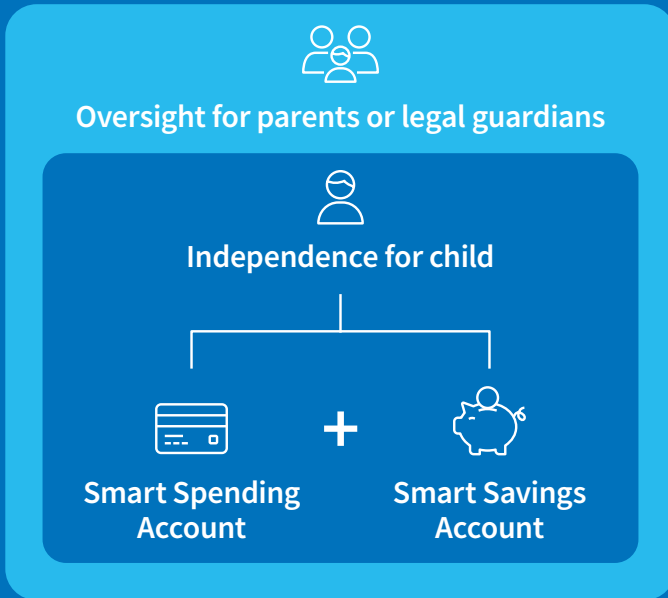 Oversight for parents or legal guardians
Independence for child
Smart Spending
Account
+
Smart Savings
Account